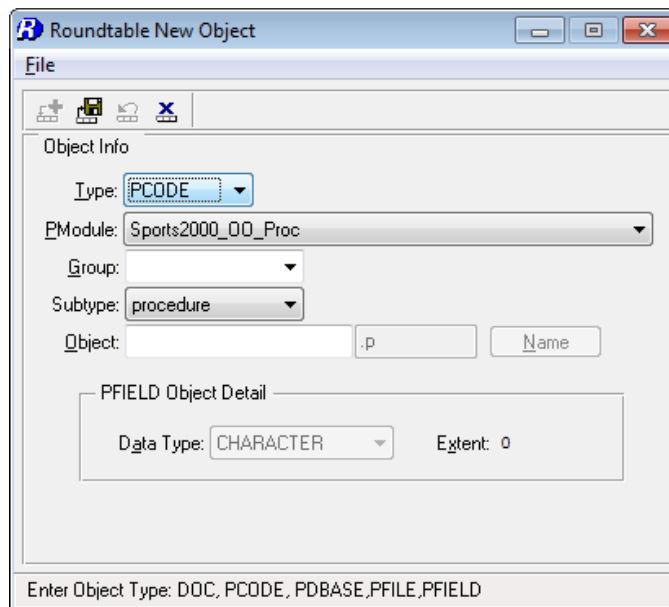 Roundtable New Object
File
Object Info
Type: PCODE
PModule: Sports2000_OO_Proc
Group:
Subtype: procedure
Object: .p Name
PFIELD Object Detail
Data Type: CHARACTER Extent: 0
Enter Object Type: DOC, PCODE, PDBASE,PFILE,PFIELD